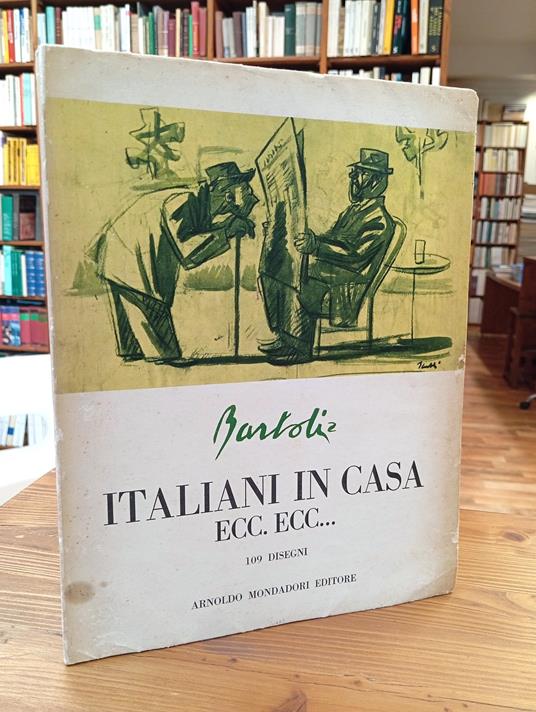 Bartoli
ITALIANI IN CASA
ECC. ECC...
109 DISEGNI
ARNOLDO MONDADORI EDITORE